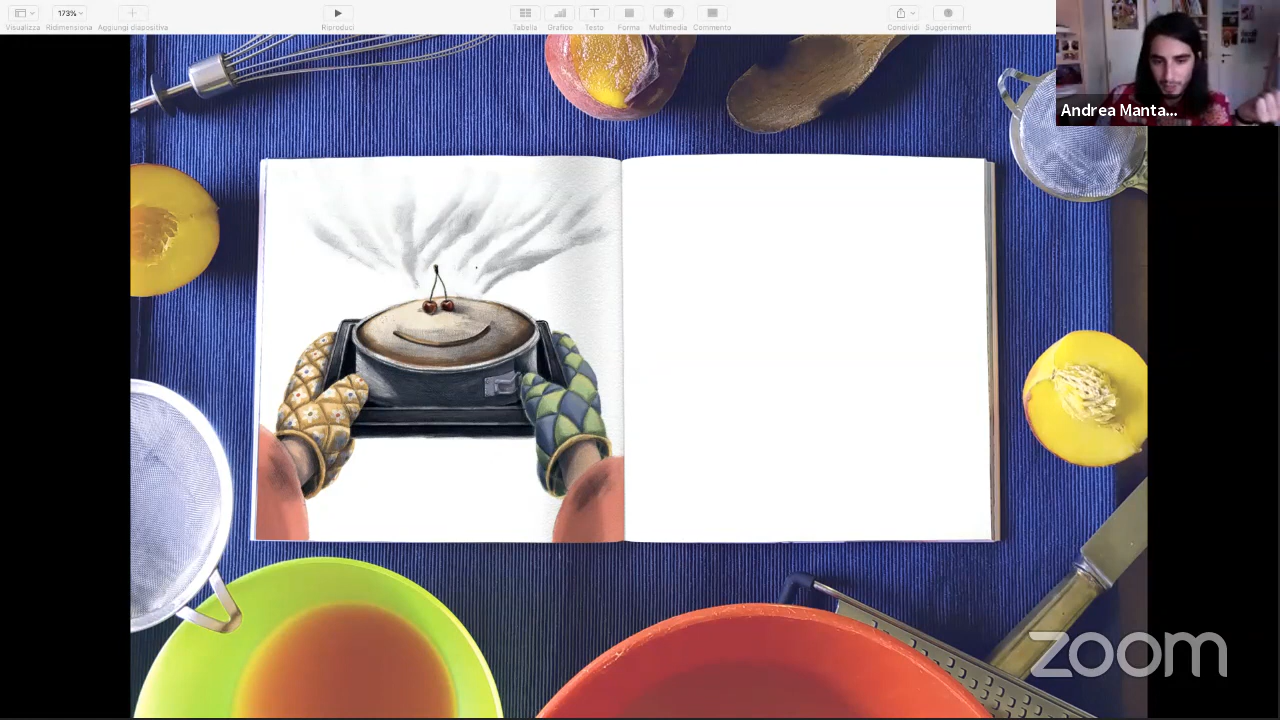 173%
Visualizza
Ridimensiona
Aggiungi diapositiva
Riproduci
Tabella
Grafico
Testo
Forma
Multimedia
Commento
Condividi
Suggerimenti
Andrea Manta...
zoom